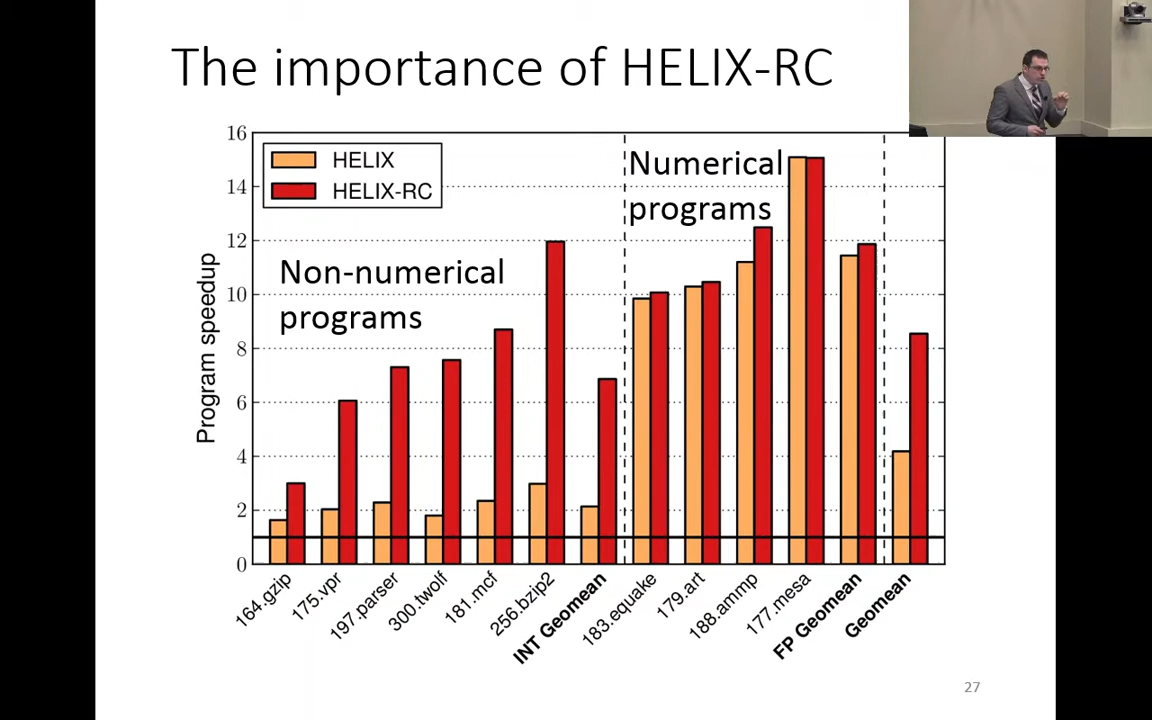 The importance of HELIX-RC
Program speedup
16
14
12
10
8
6
4
2
0
HELIX
HELIX-RC
Non-numerical
programs
Numerical
programs
164.gzip
175.vpr
197.parser
300.twolf
181.mcf
256.bzip2
INT Geomean
183.equake
179.art
188.ammp
177.mesa
FP Geomean
Geomean
27